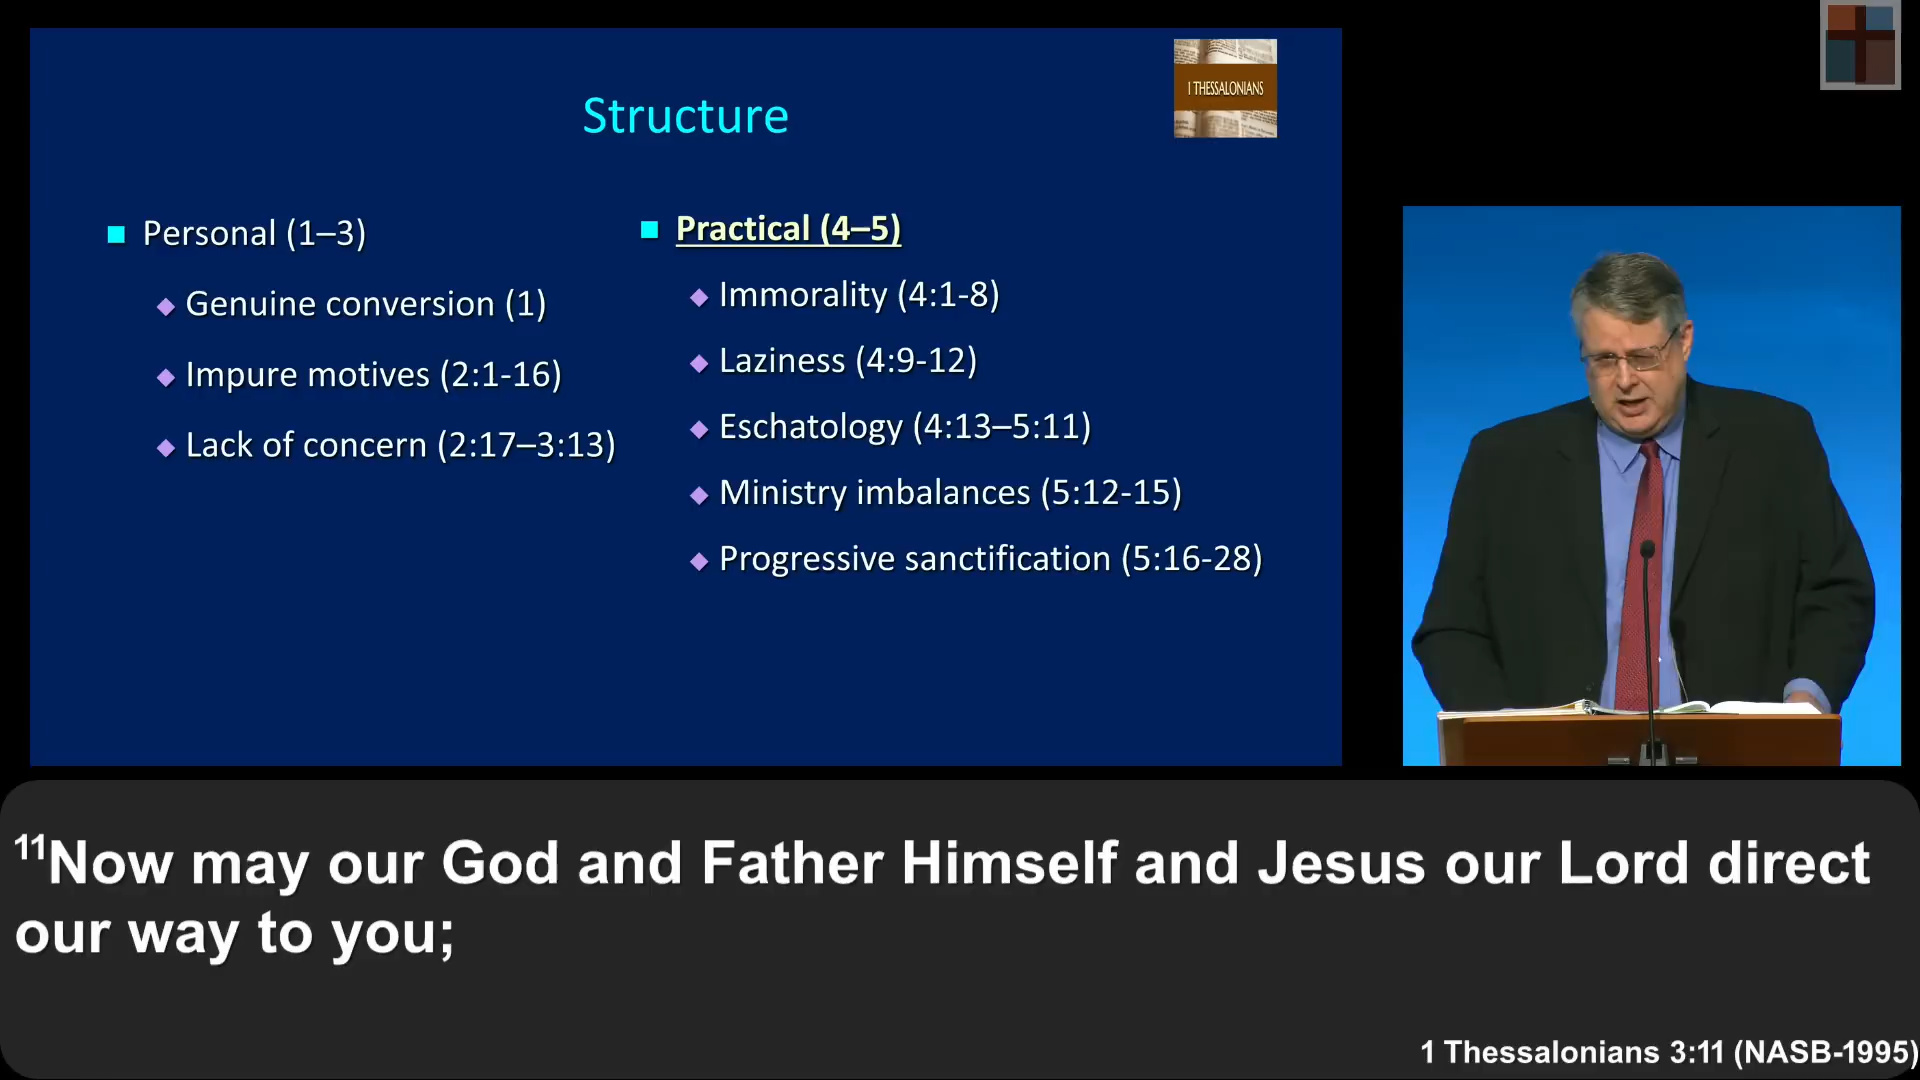 Structure
I THESSALONIANS
Personal (1–3)
Genuine conversion (1)
Impure motives (2:1-16)
Lack of concern (2:17–3:13)
Practical (4–5)
Immorality (4:1-8)
Laziness (4:9-12)
Eschatology (4:13–5:11)
Ministry imbalances (5:12-15)
Progressive sanctification (5:16-28)
11Now may our God and Father Himself and Jesus our Lord direct
our way to you;
1 Thessalonians 3:11 (NASB-1995)